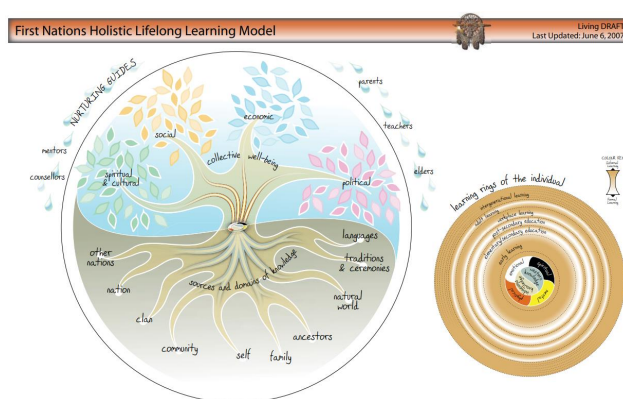 First Nations Holistic Lifelong Learning Model
Living DRAFT
Last Updated: June 6, 2007
NURTURING GUIDES
mentors
counsellors
parents
teachers
elders
social
economic
spiritual
& cultural
political
collective well-being
sources and domains of knowledge
other
nations
nation
clan
community
self
family
ancestors
natural
world
traditions
& ceremonies
languages
learning rings of the individual
intergenerational learning
adult learning
workplace learning
post-secondary education
elementary/secondary education
early learning
emotional
spiritual
physical
mental